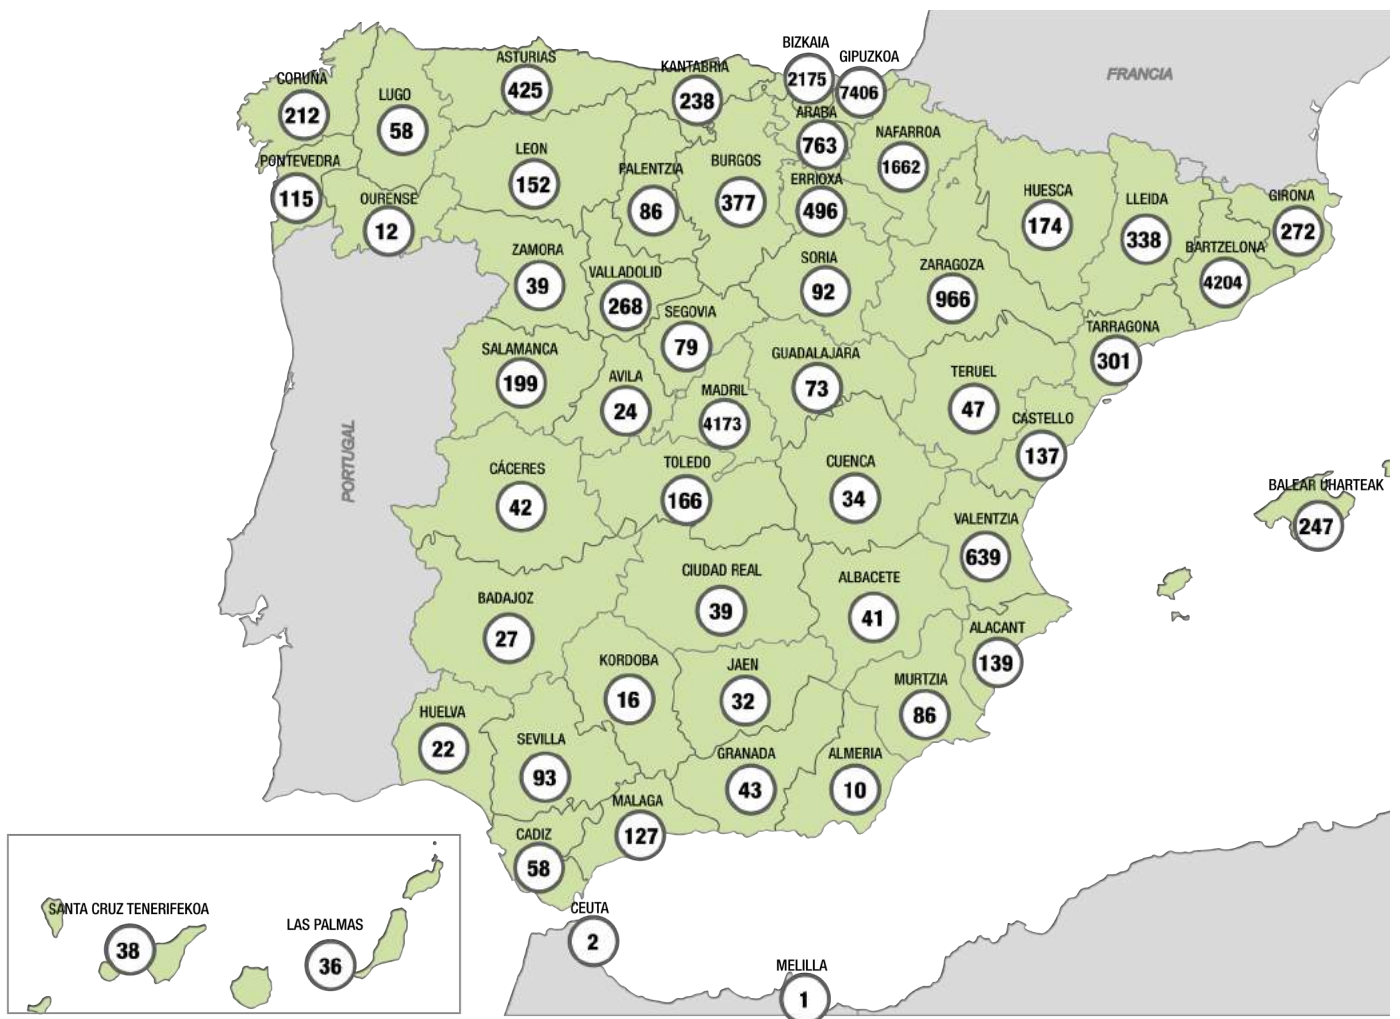 BIZKAIA
2175
GIPUZKOA
7406
FRANCIA
ASTURIAS
425
KANTABRIA
238
CORUÑA
212
LUGO
58
ARABA
763
NAFARROA
1662
LEON
152
PALENTZIA
86
BURGOS
377
ERRIOXA
496
PONTEVEDRA
115
OURENSE
12
HUESCA
174
LLEIDA
338
GIRONA
272
BARTZELONA
4204
ZAMORA
39
VALLADOLID
268
SORIA
92
ZARAGOZA
966
SEGOVIA
79
TARRAGONA
301
SALAMANCA
199
AVILA
24
MADRIL
4173
GUADALAJARA
73
TERUEL
47
CASTELLO
137
PORTUGAL
CÁCERES
42
TOLEDO
166
CUENCA
34
BALEAR UHARTEAK
247
VALENTZIA
639
CIUDAD REAL
39
ALBACETE
41
BADAJOZ
27
ALACANT
139
KORDOBA
16
JAEN
32
MURTZIA
86
HUELVA
22
SEVILLA
93
GRANADA
43
ALMERIA
10
MALAGA
127
CADIZ
58
CEUTA
2
MELILLA
1
SANTA CRUZ TENERIFEKOA
38
LAS PALMAS
36